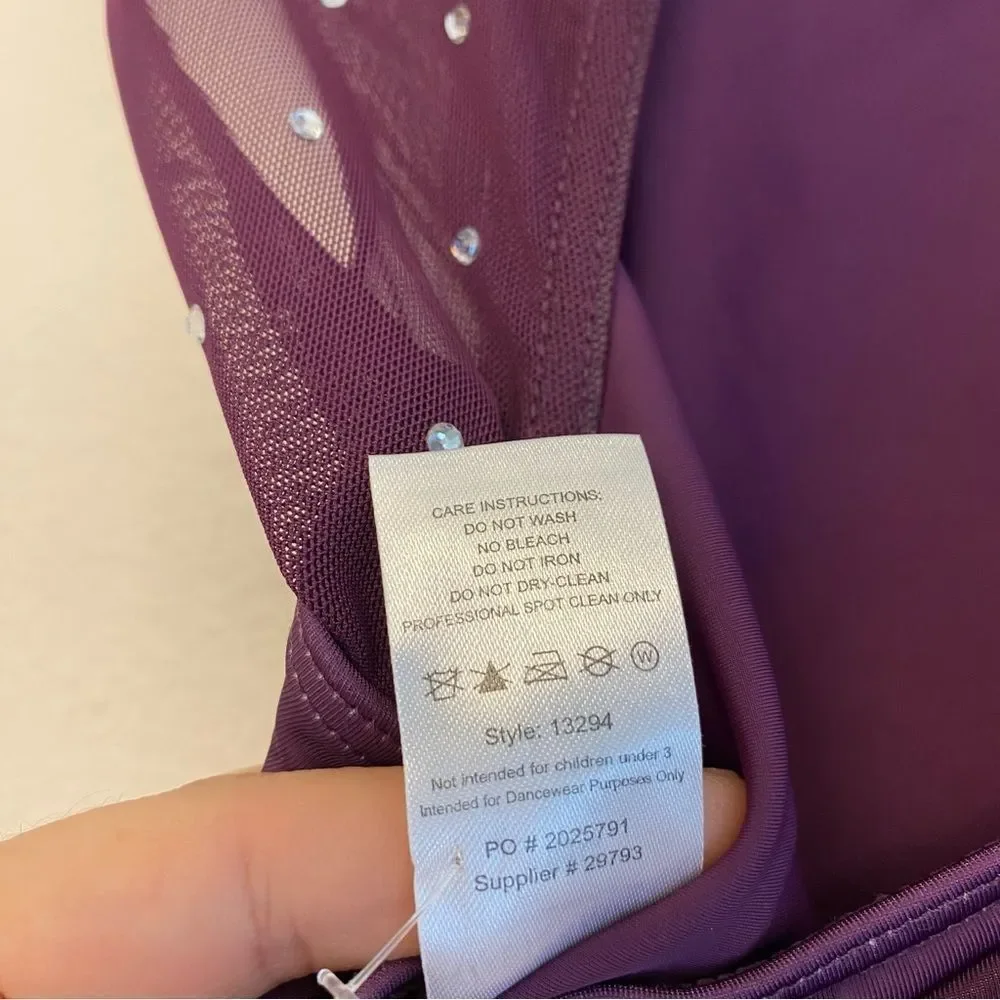 CARE INSTRUCTIONS:
DO NOT WASH
NO BLEACH
DO NOT IRON
DO NOT DRY-CLEAN
PROFESSIONAL SPOT CLEAN ONLY
W
Style: 13294
Not intended for children under 3
Intended for Dancewear Purposes Only
PO # 2025791
Supplier # 29793